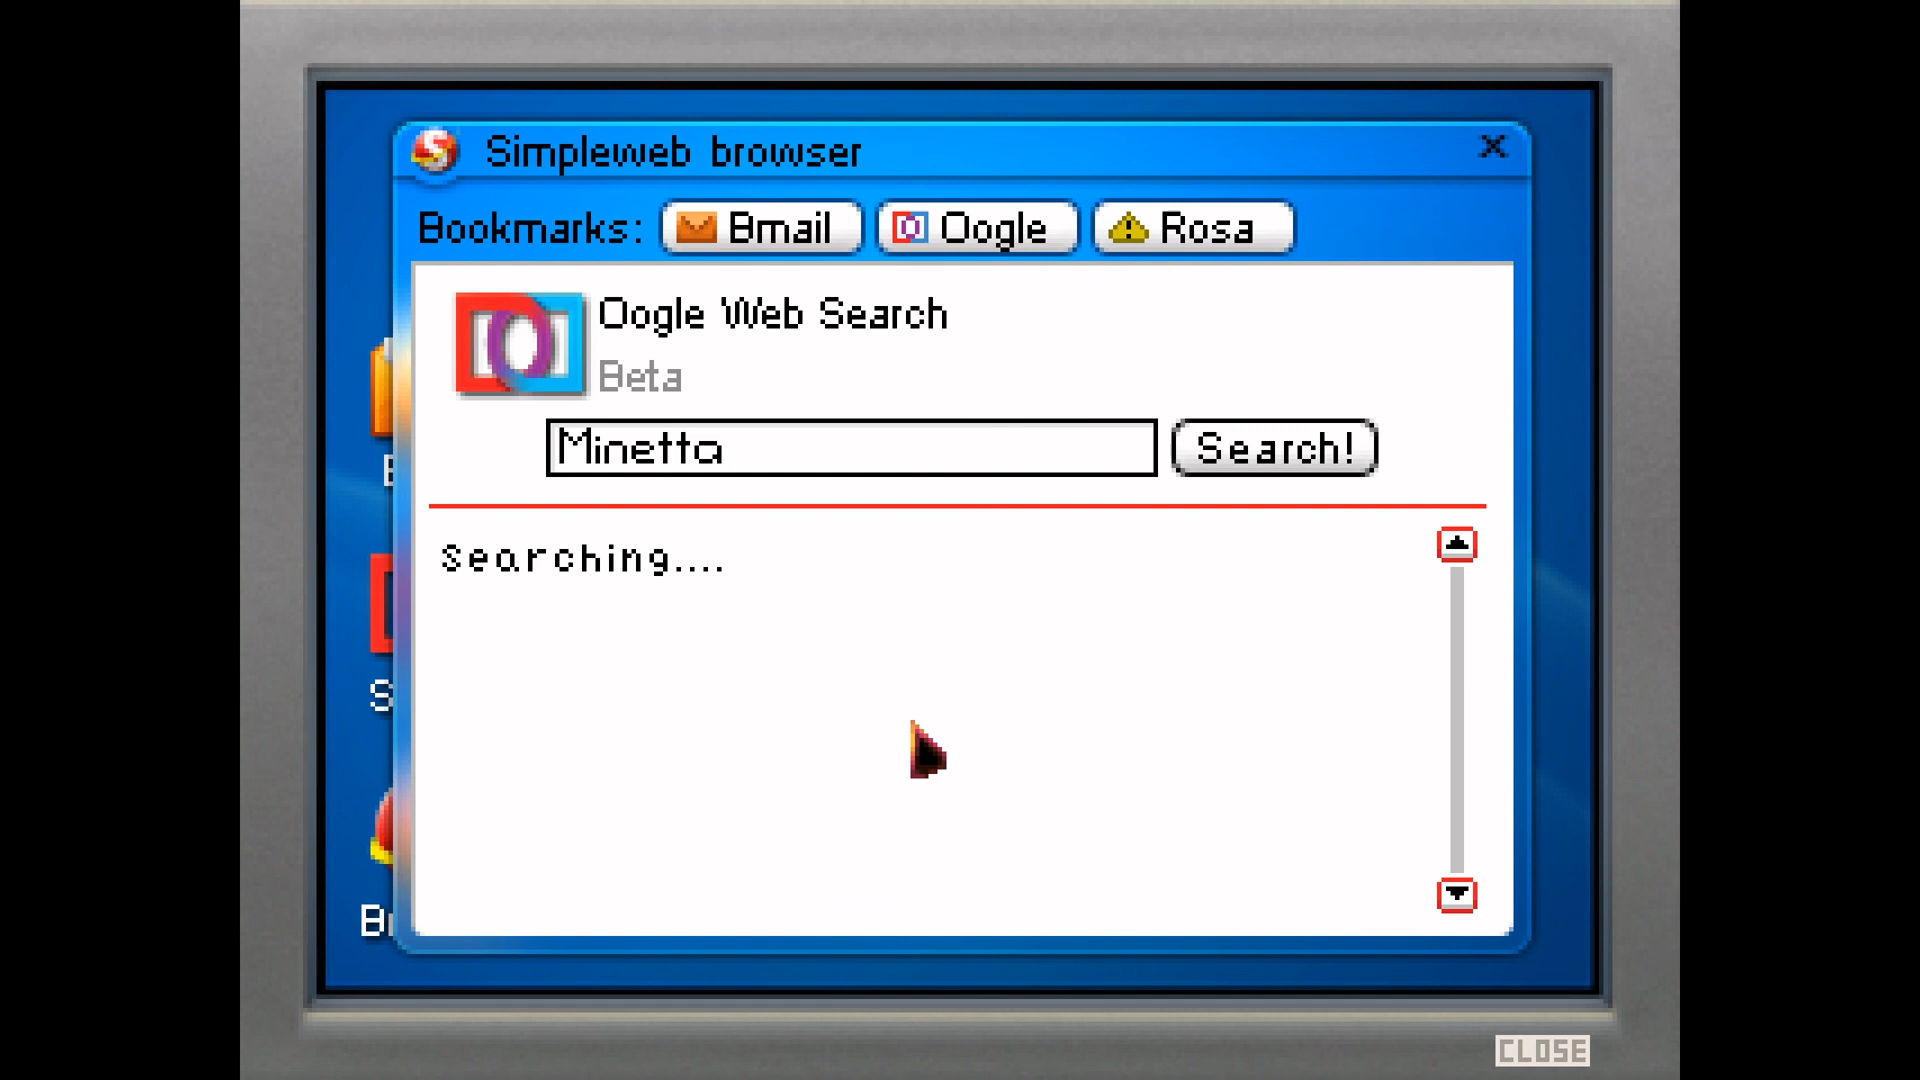 Simpleweb browser
Bookmarks: Bmail Oogle Rosa
Oogle Web Search
Beta
Minetta Search!
Searching....
CLOSE